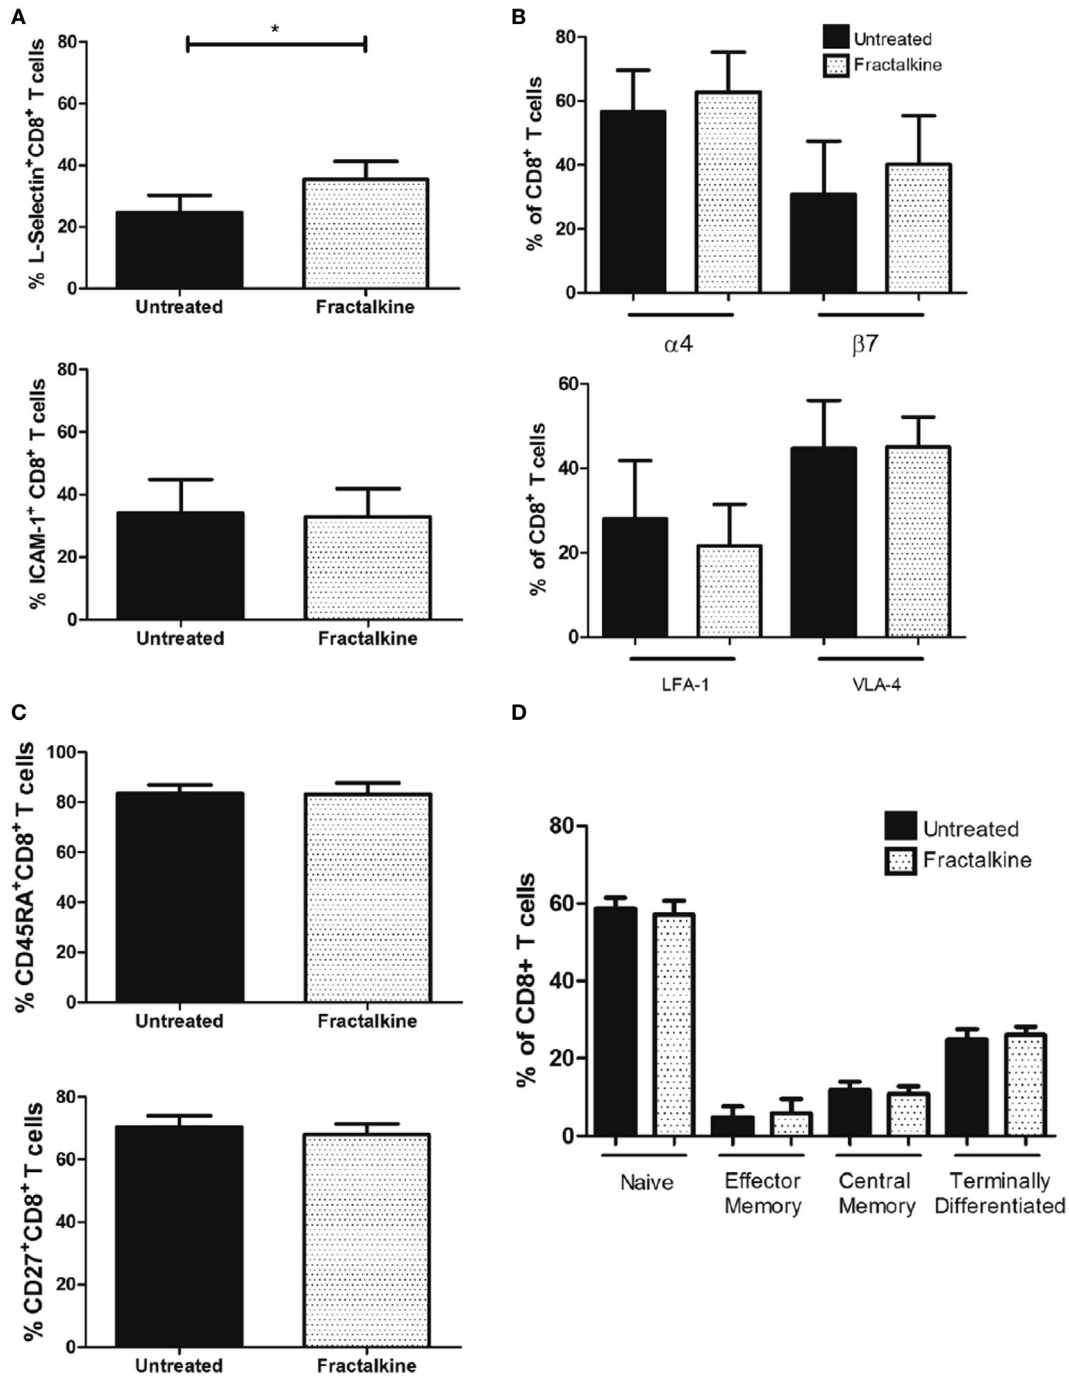 A
% L-Selectin⁺CD8⁺ T cells
80
60
40
20
0
*
Untreated Fractalkine
% ICAM-1⁺ CD8⁺ T cells
80
60
40
20
0
Untreated Fractalkine
B
% of CD8⁺ T cells
80
60
40
20
0
Untreated
Fractalkine
α4 β7
% of CD8⁺ T cells
60
40
20
0
LFA-1 VLA-4
C
% CD45RA⁺CD8⁺ T cells
100
80
60
40
20
0
Untreated Fractalkine
% CD27⁺CD8⁺ T cells
80
60
40
20
0
Untreated Fractalkine
D
% of CD8+ T cells
80
60
40
20
0
Untreated
Fractalkine
Naive Effector Central Terminally
Memory Memory Differentiated